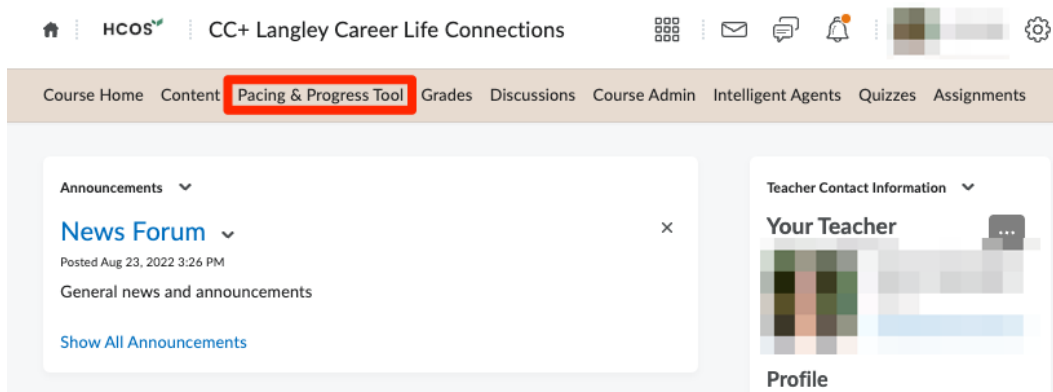 HCOS CC+ Langley Career Life Connections
Course Home Content Pacing & Progress Tool Grades Discussions Course Admin Intelligent Agents Quizzes Assignments
Announcements
News Forum
Posted Aug 23, 2022 3:26 PM
General news and announcements
Show All Announcements
Teacher Contact Information
Your Teacher
Profile